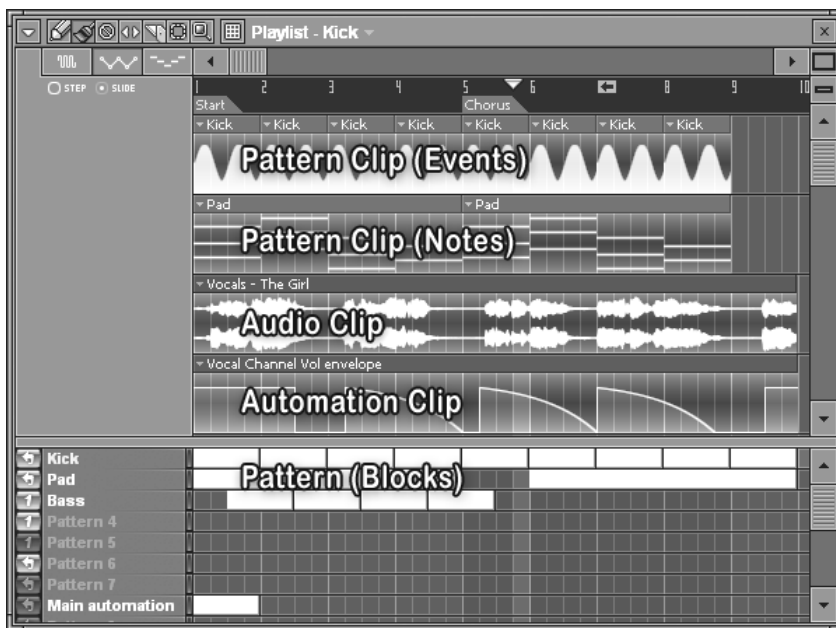 Playlist - Kick
STEP SLIDE
1 2 3 4 5 6 8 9 10
Start Chorus
Kick Kick Kick Kick Kick Kick Kick Kick
Pattern Clip (Events)
Pad Pad
Pattern Clip (Notes)
Vocals - The Girl
Audio Clip
Vocal Channel Vol envelope
Automation Clip
Kick
Pattern (Blocks)
Pad
1 Bass
1 Pattern 4
1 Pattern 5
Pattern 6
Pattern 7
Main automation